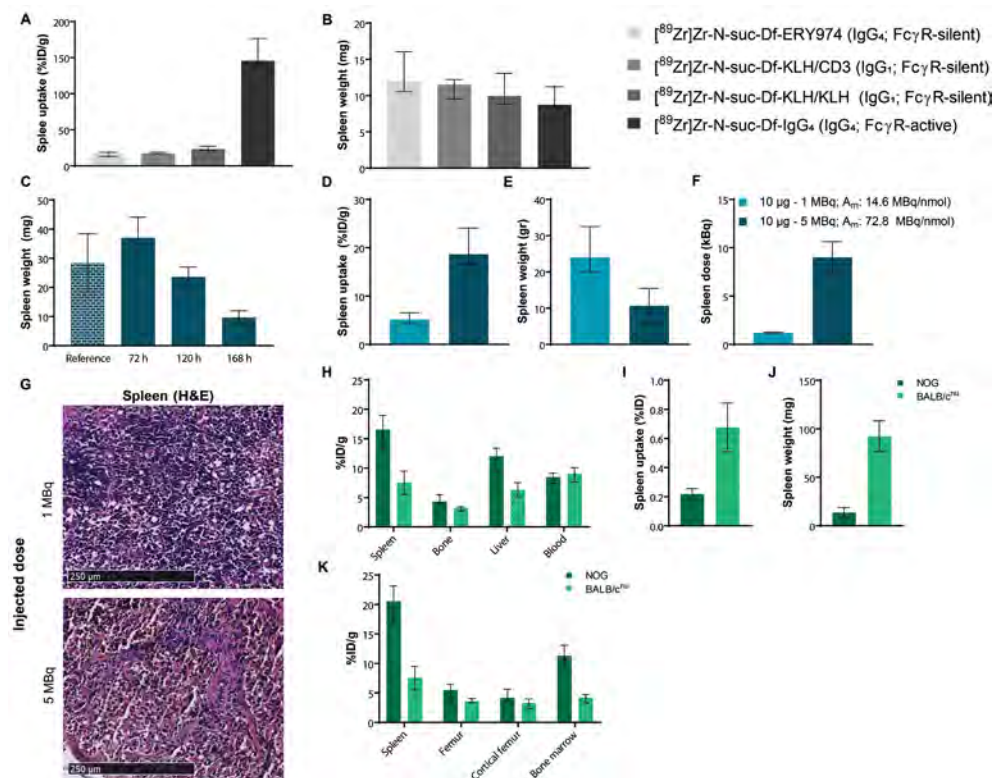 A
Splee uptake (%ID/g)
200
150
100
50
0
B
Spleen weight (mg)
20
15
10
5
0
[⁸⁹Zr]Zr-N-suc-Df-ERY974 (IgG₄; FcγR-silent)
[⁸⁹Zr]Zr-N-suc-Df-KLH/CD3 (IgG₁; FcγR-silent)
[⁸⁹Zr]Zr-N-suc-Df-KLH/KLH (IgG₁; FcγR-silent)
[⁸⁹Zr]Zr-N-suc-Df-IgG₄ (IgG₄; FcγR-active)
C
Spleen weight (mg)
50
40
30
20
10
0
Reference 72 h 120 h 168 h
D
Spleen uptake (%ID/g)
30
20
10
0
E
Spleen weight (gr)
40
30
20
10
0
F
Spleen dose (kBq)
15
10
5
0
10 µg - 1 MBq; Aₘ: 14.6 MBq/nmol)
10 µg - 5 MBq; Aₘ: 72.8 MBq/nmol)
G
Spleen (H&E)
Injected dose
1 MBq
250 µm
5 MBq
250 µm
H
%ID/g
25
20
15
10
5
0
Spleen Bone Liver Blood
I
Spleen uptake (%ID)
1.0
0.8
0.6
0.4
0.2
0.0
J
Spleen weight (mg)
150
100
50
0
NOG
BALB/cⁿᵘ
K
%ID/g
25
20
15
10
5
0
Spleen Femur Cortical femur Bone marrow
NOG
BALB/cⁿᵘ